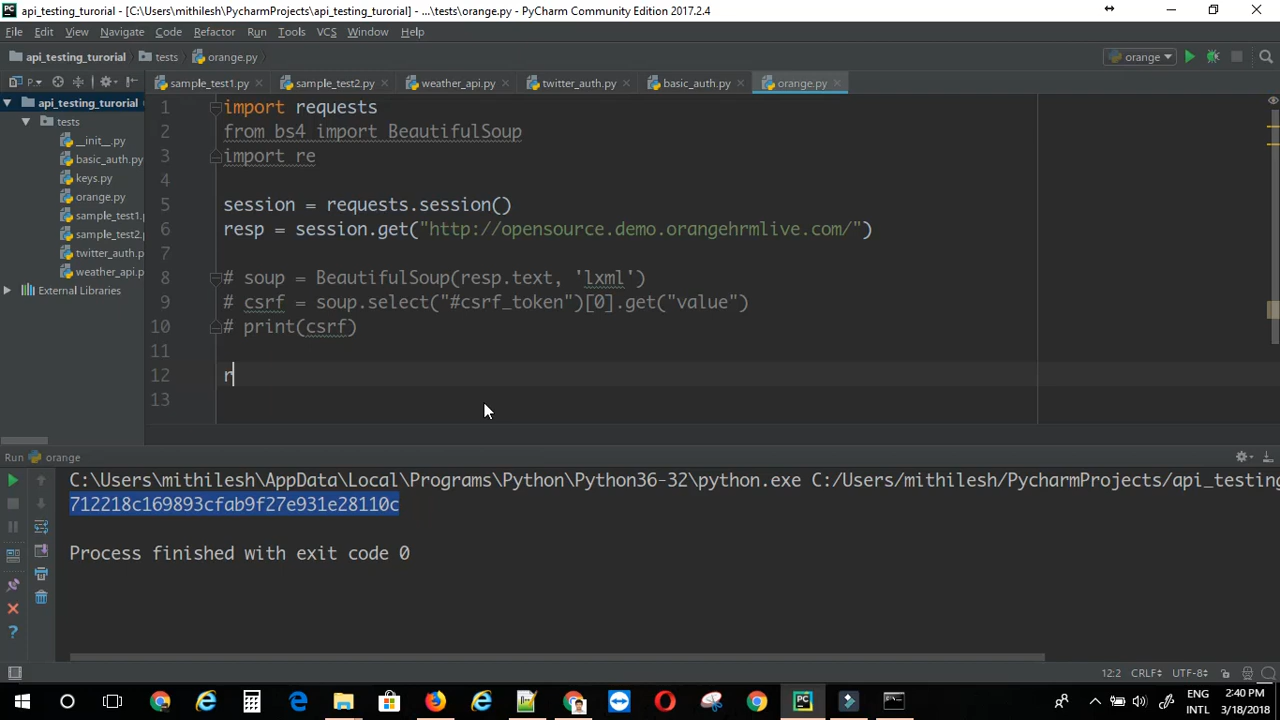 api_testing_turorial - [C:\Users\mithilesh\PycharmProjects\api_testing_turorial] - ...\tests\orange.py - PyCharm Community Edition 2017.2.4
File Edit View Navigate Code Refactor Run Tools VCS Window Help
api_testing_turorial tests orange.py orange
P.. sample_test1.py sample_test2.py weather_api.py twitter_auth.py basic_auth.py orange.py
api_testing_turorial
tests
__init__.py
basic_auth.py
keys.py
orange.py
sample_test1.p
sample_test2.p
twitter_auth.p
weather_api.p
External Libraries
1 import requests
2 from bs4 import BeautifulSoup
3 import re
4
5 session = requests.session()
6 resp = session.get("http://opensource.demo.orangehrmlive.com/")
7
8 # soup = BeautifulSoup(resp.text, 'lxml')
9 # csrf = soup.select("#csrf_token")[0].get("value")
10 # print(csrf)
11
12 r
13
Run orange
C:\Users\mithilesh\AppData\Local\Programs\Python\Python36-32\python.exe C:/Users/mithilesh/PycharmProjects/api_testing
712218c169893cfab9f27e931e28110c
Process finished with exit code 0
12:2 CRLF UTF-8
ENG 2:40 PM
INTL 3/18/2018